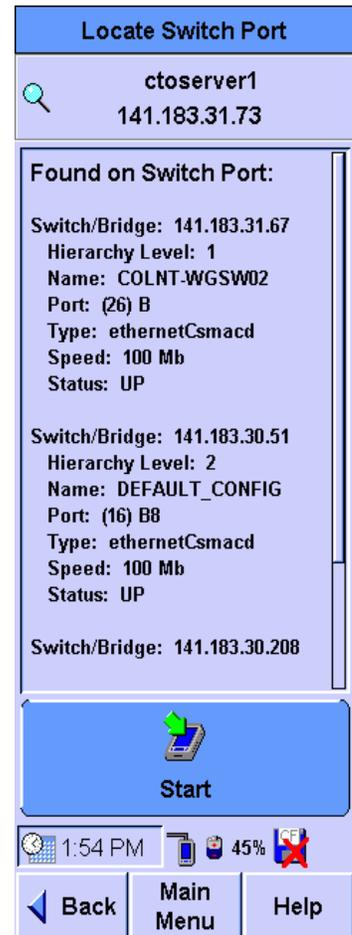 Locate Switch Port
ctoserver1
141.183.31.73
Found on Switch Port:
Switch/Bridge: 141.183.31.67
Hierarchy Level: 1
Name: COLNT-WGSW02
Port: (26) B
Type: ethernetCsmacd
Speed: 100 Mb
Status: UP
Switch/Bridge: 141.183.30.51
Hierarchy Level: 2
Name: DEFAULT_CONFIG
Port: (16) B8
Type: ethernetCsmacd
Speed: 100 Mb
Status: UP
Switch/Bridge: 141.183.30.208
Start
1:54 PM 45% CF
Back
Main
Menu
Help